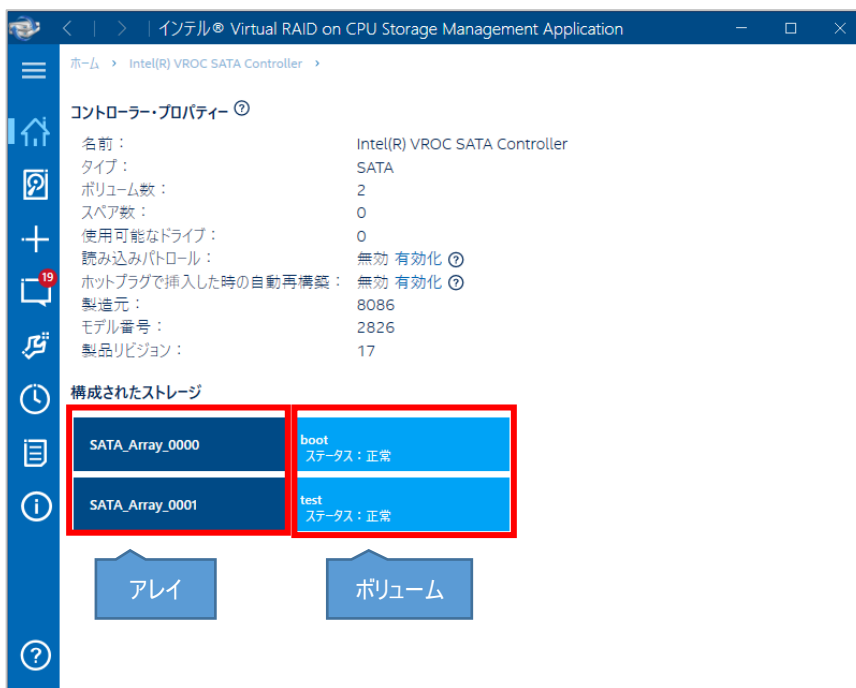 インテル® Virtual RAID on CPU Storage Management Application
ホーム › Intel(R) VROC SATA Controller ›
コントローラー・プロパティー ?
名前： Intel(R) VROC SATA Controller
タイプ： SATA
ボリューム数： 2
スペア数： 0
使用可能なドライブ： 0
読み込みパトロール： 無効 有効化 ?
ホットプラグで挿入した時の自動再構築： 無効 有効化 ?
製造元： 8086
モデル番号： 2826
製品リビジョン： 17
19
構成されたストレージ
SATA_Array_0000
boot
ステータス：正常
SATA_Array_0001
test
ステータス：正常
アレイ
ボリューム
?